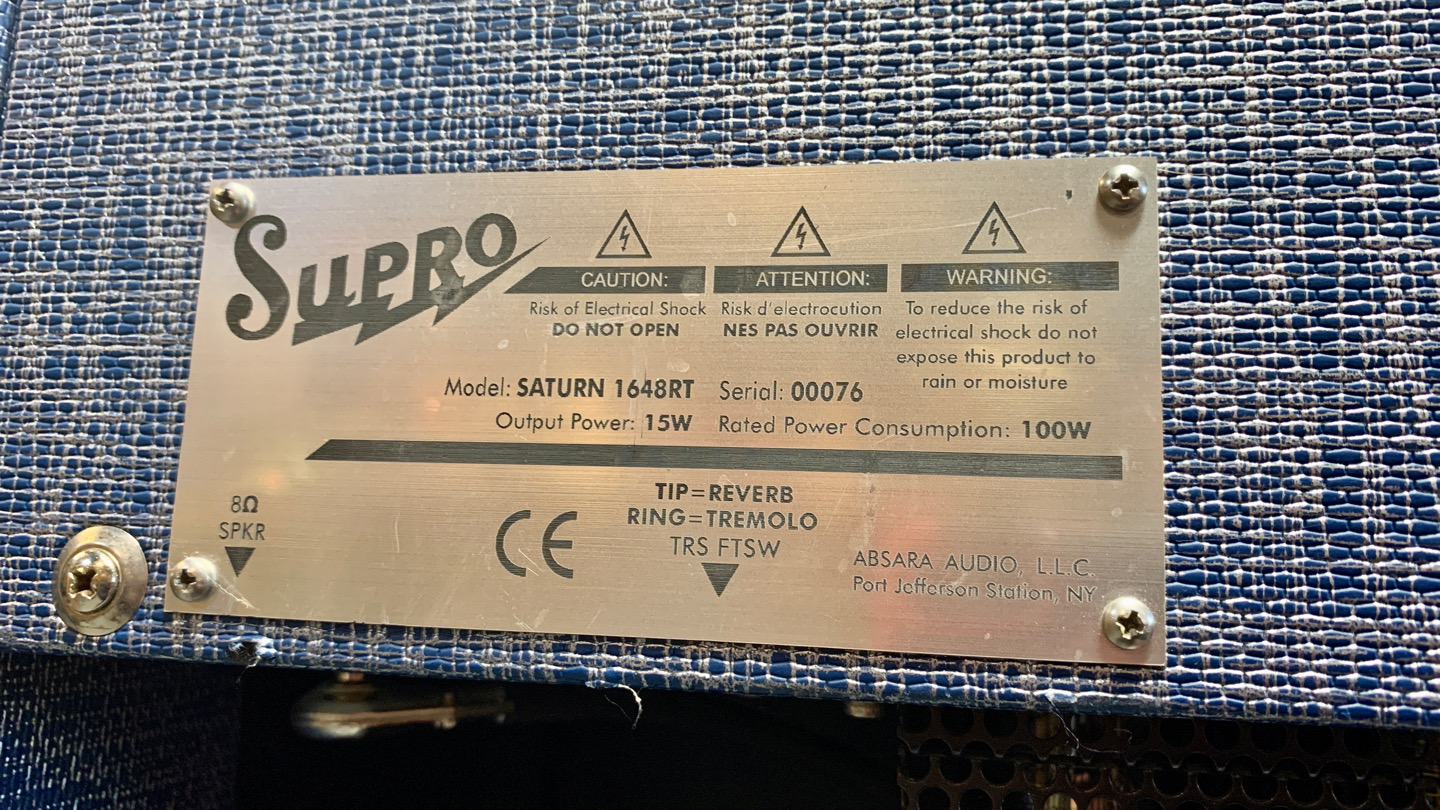 SUPRO
CAUTION:
Risk of Electrical Shock
DO NOT OPEN
ATTENTION:
Risk d'electrocution
NES PAS OUVRIR
WARNING:
To reduce the risk of
electrical shock do not
expose this product to
rain or moisture
Model: SATURN 1648RT Serial: 00076
Output Power: 15W Rated Power Consumption: 100W
8Ω
SPKR
CE
TIP=REVERB
RING=TREMOLO
TRS FTSW
ABSARA AUDIO, L.L.C.
Port Jefferson Station, NY